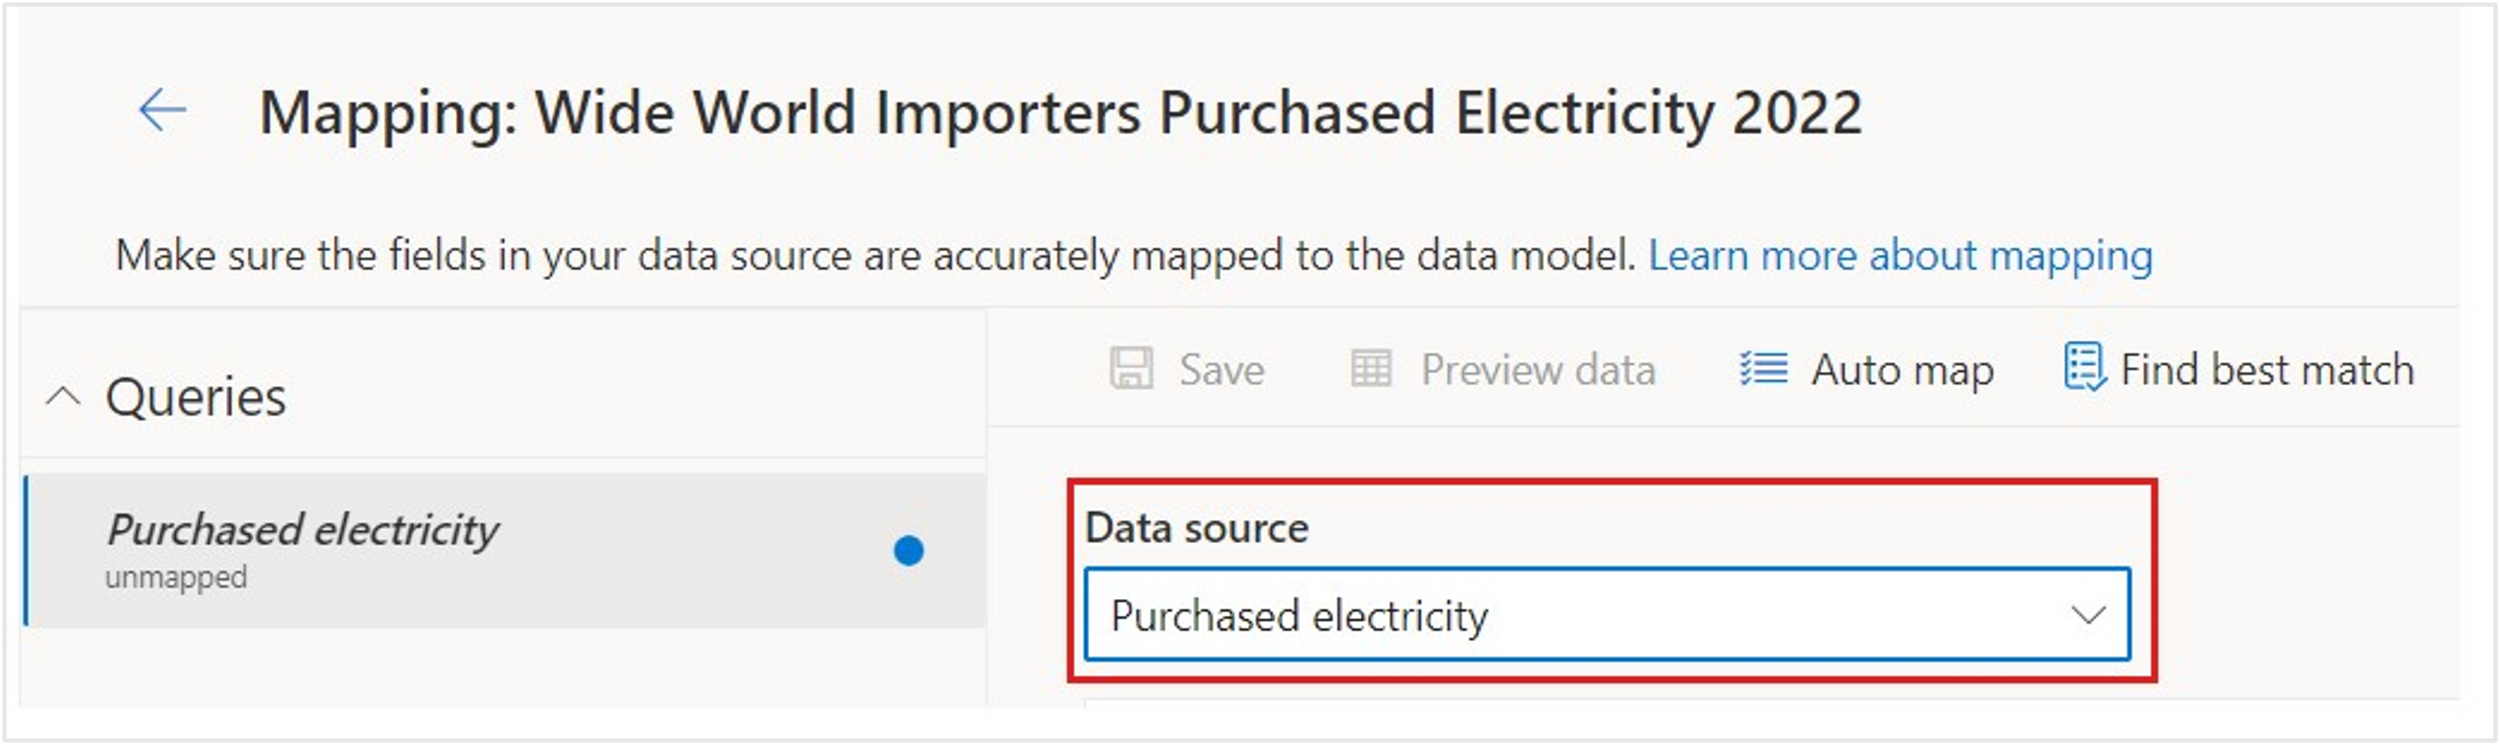 Mapping: Wide World Importers Purchased Electricity 2022
Make sure the fields in your data source are accurately mapped to the data model. Learn more about mapping
Queries
Save Preview data Auto map Find best match
Purchased electricity
unmapped
Data source
Purchased electricity